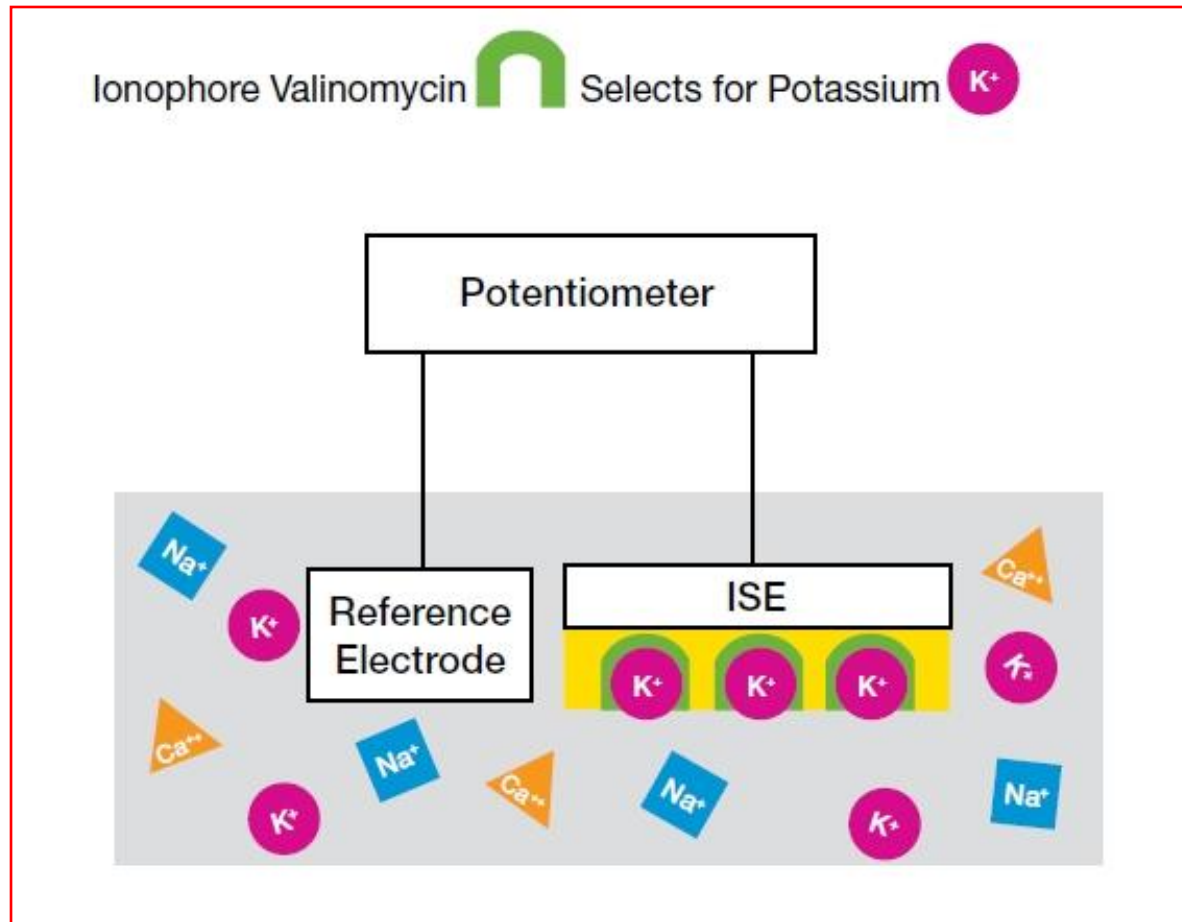 Ionophore Valinomycin Selects for Potassium K⁺
Potentiometer
Na⁺
Ca⁺⁺
K⁺
Reference
Electrode
ISE
K⁺ K⁺ K⁺
K⁺
Ca⁺⁺
Na⁺
Ca⁺⁺
Na⁺
Na⁺
K⁺
K⁺